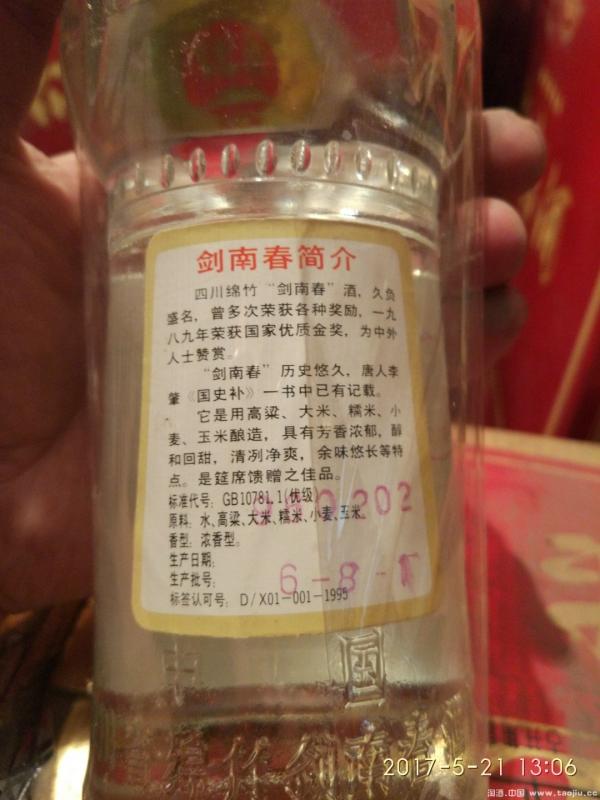 剑南春简介
四川绵竹“剑南春”酒，久负
盛名，曾多次荣获各种奖励，一九
八九年荣获国家优质金奖，为中外
人士赞赏。
“剑南春”历史悠久，唐人李
肇《国史补》一书中已有记载。
它是用高粱、大米、糯米、小
麦、玉米酿造，具有芳香浓郁，醇
和回甜，清冽净爽，余味悠长等特
点。是筵席馈赠之佳品。
标准代号：GB10781.1(优级)
原料：水、高粱、大米、糯米、小麦、玉米。
香型：浓香型。
生产日期：
生产批号：
6-8-
标签认可号：D/X01-001-1995
中国
2017-5-21 13:06
淘酒.中国 www.taojiu.cc